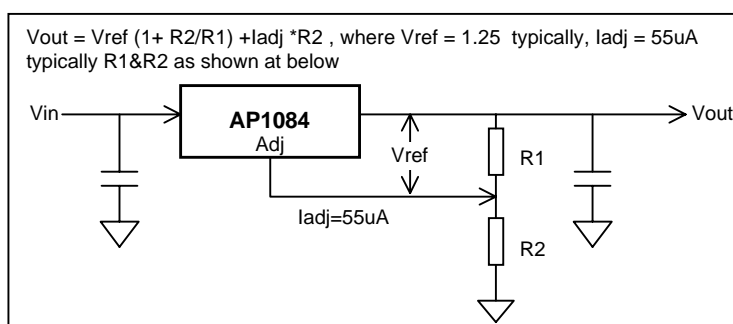 Vout = Vref (1+ R2/R1) +Iadj *R2 , where Vref = 1.25  typically, Iadj = 55uA
typically R1&R2 as shown at below
Vin
AP1084
Adj
Vout
Vref
R1
Iadj=55uA
R2